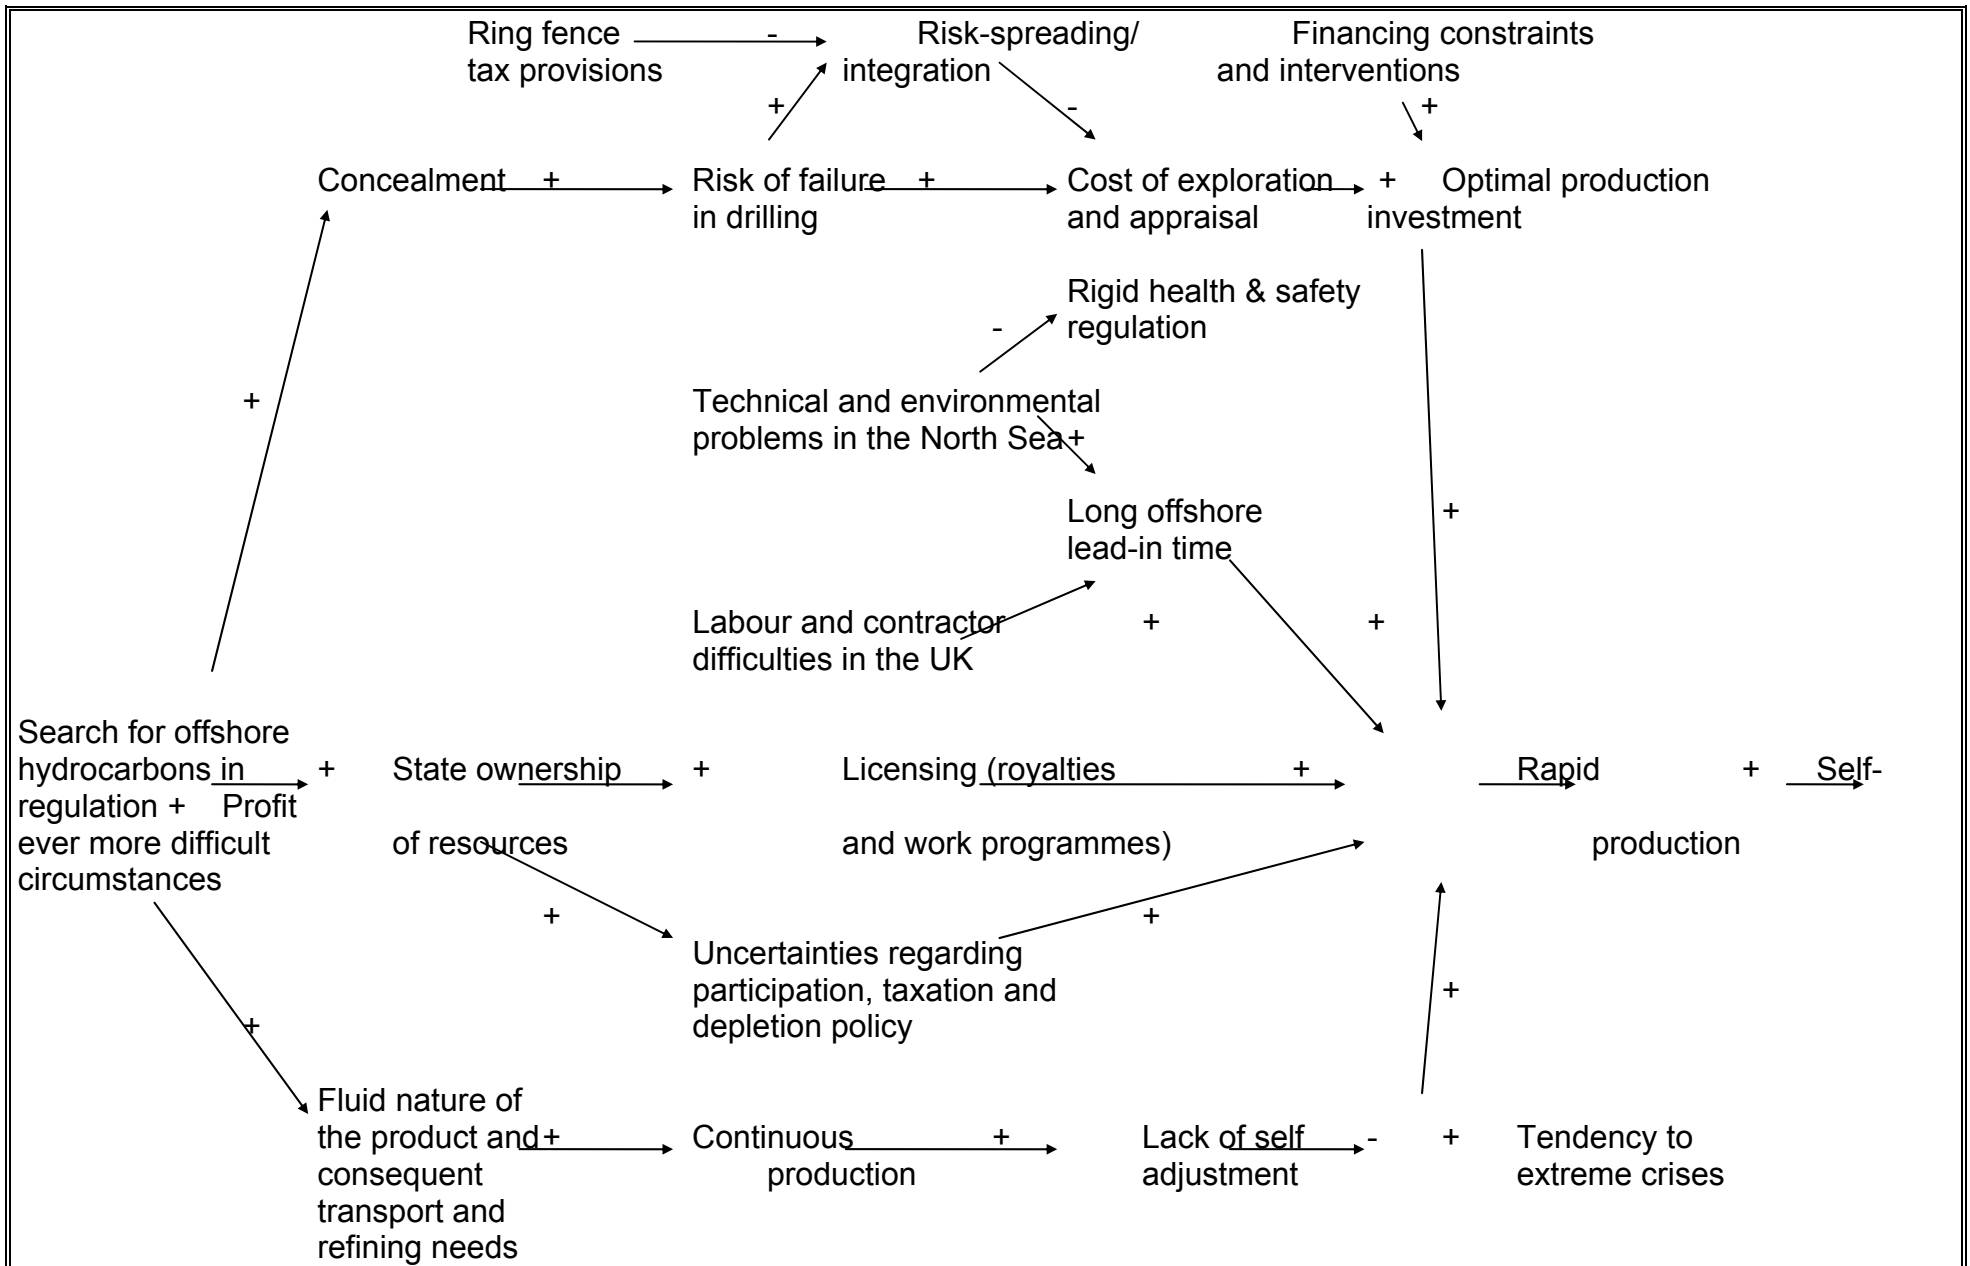 Ring fence - Risk-spreading/ Financing constraints
tax provisions integration and interventions
+ - +
Concealment + Risk of failure + Cost of exploration + Optimal production
in drilling and appraisal investment
Rigid health & safety
- regulation
+
Technical and environmental
problems in the North Sea +
Long offshore +
lead-in time
Labour and contractor + +
difficulties in the UK
Search for offshore
hydrocarbons in + State ownership + Licensing (royalties + Rapid + Self-
regulation + Profit
ever more difficult of resources and work programmes) production
circumstances
+ +
Uncertainties regarding
participation, taxation and +
+ depletion policy
Fluid nature of
the product and + Continuous + Lack of self - + Tendency to
consequent production adjustment extreme crises
transport and
refining needs